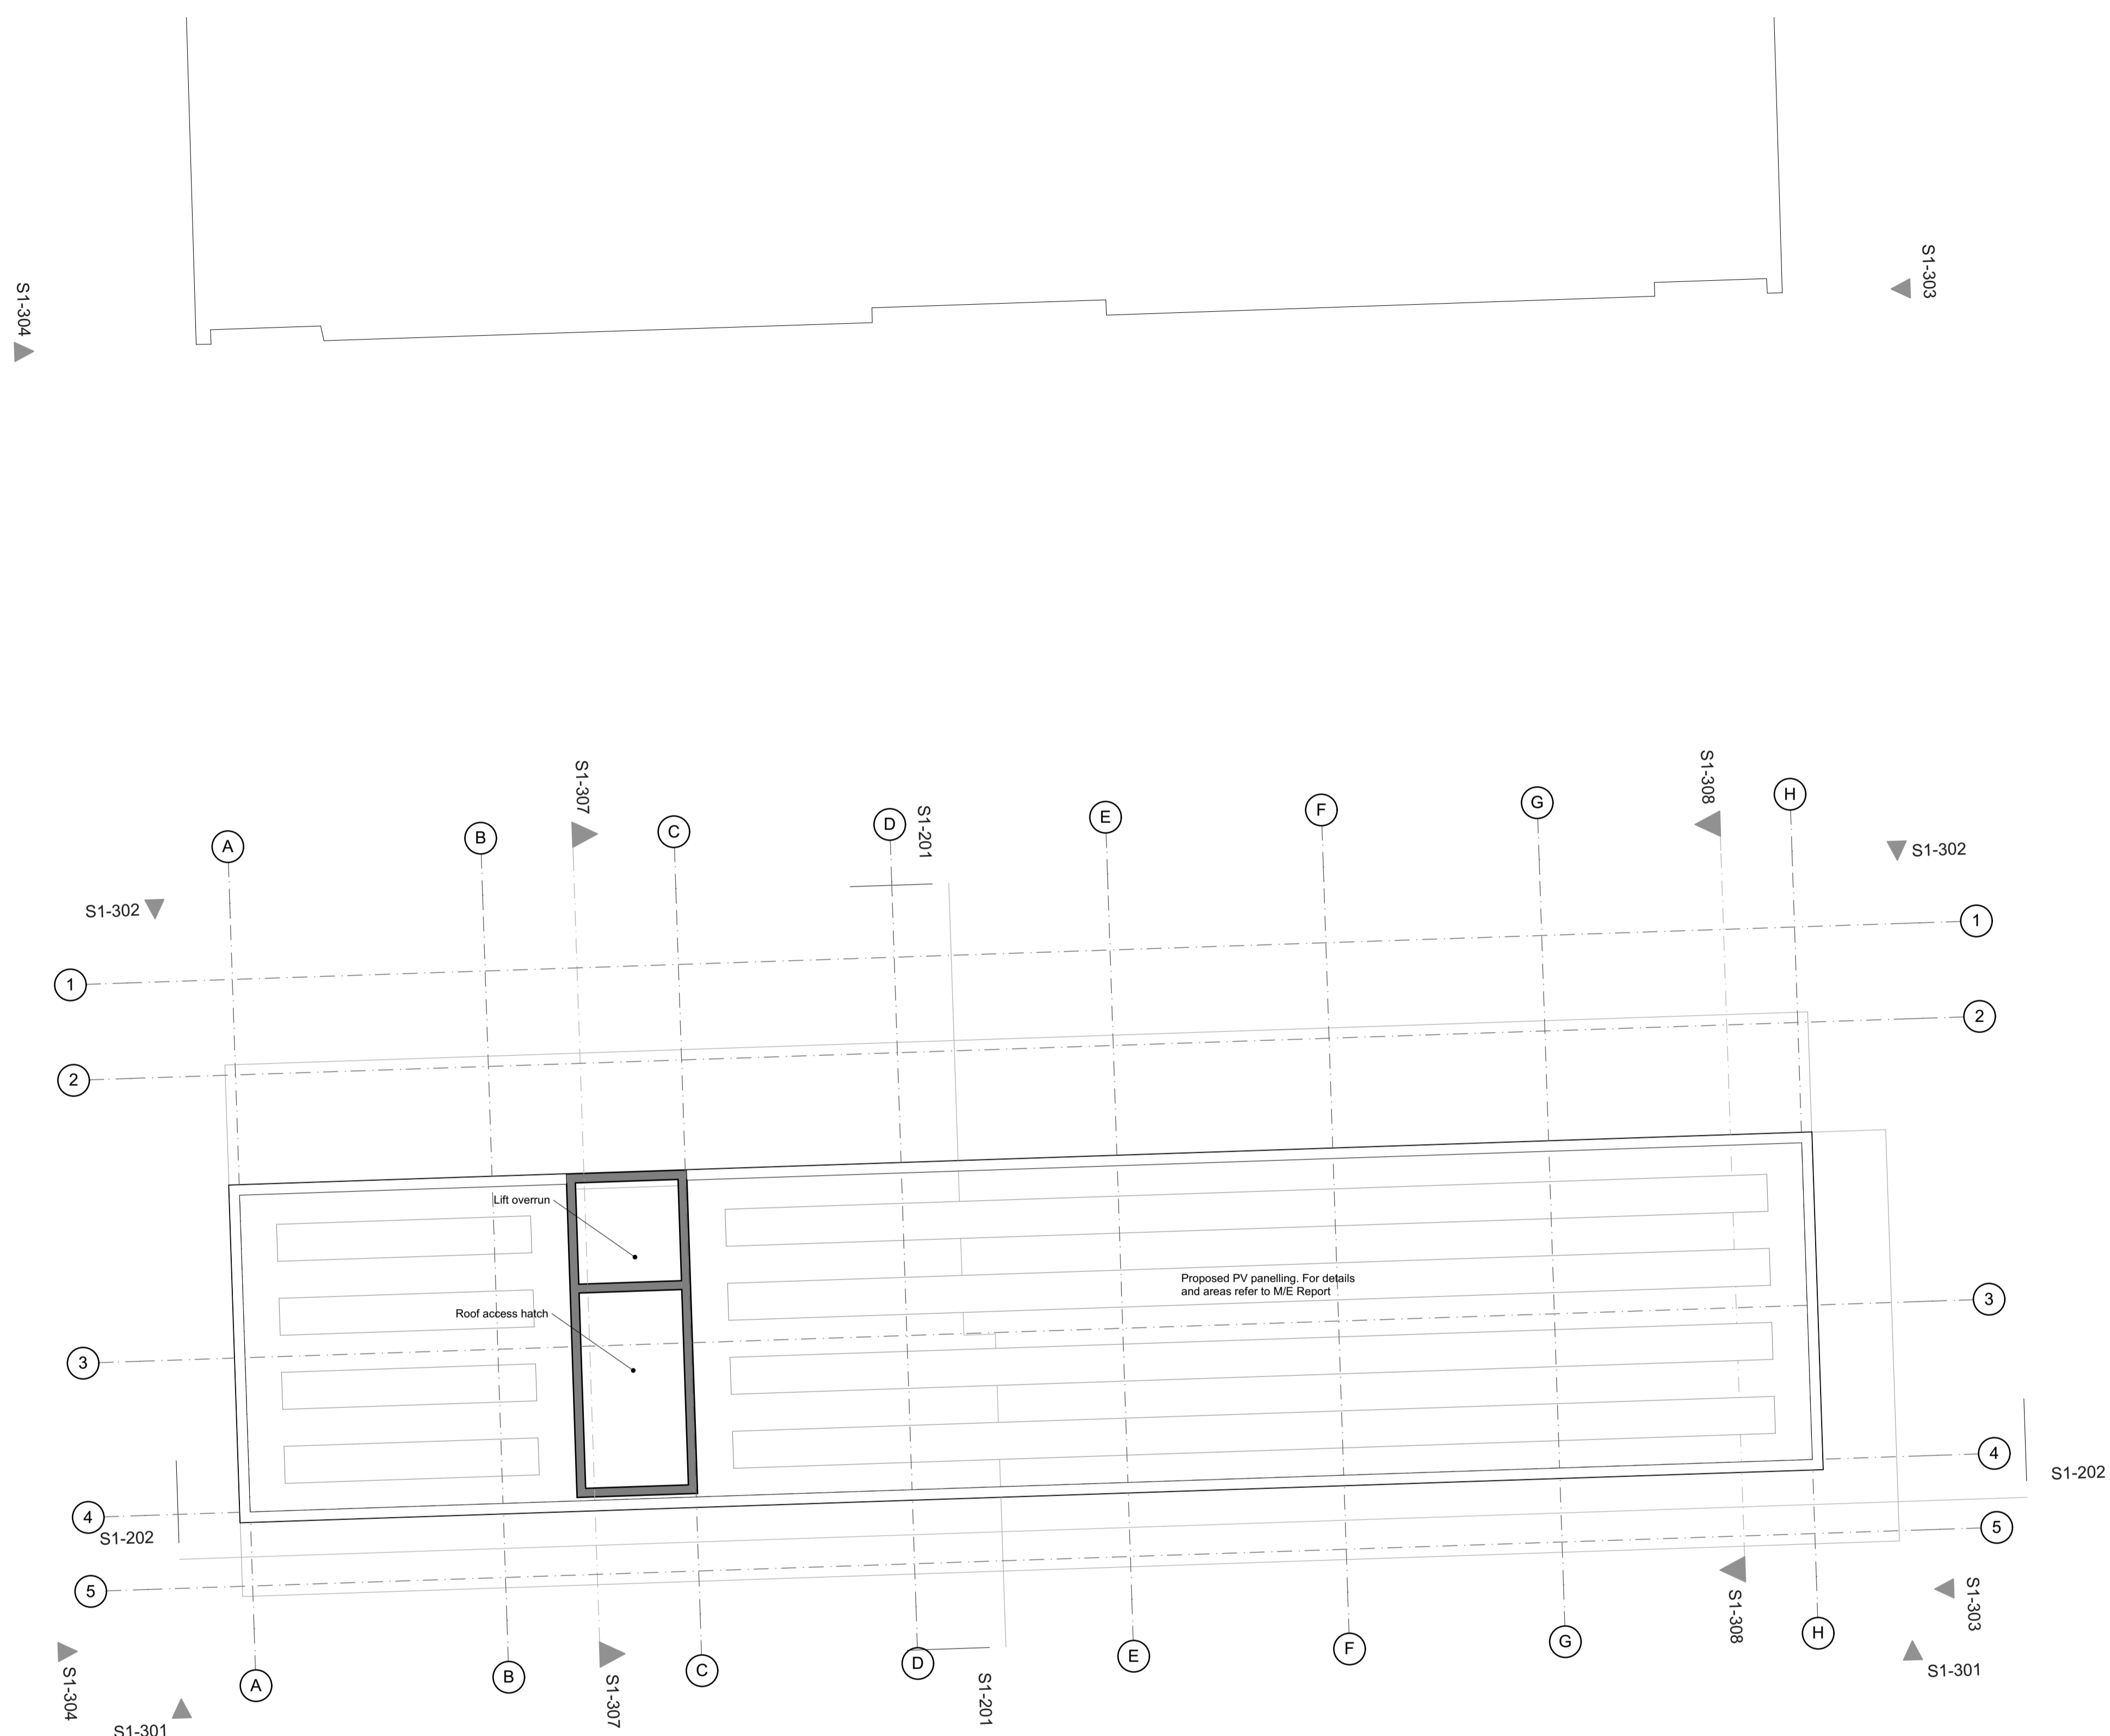 S1-303
S1-304
S1-307
S1-308
S1-201
A
B
C
D
E
F
G
H
S1-302
S1-302
1
1
2
2
Lift overrun
Proposed PV panelling. For details
and areas refer to M/E Report
Roof access hatch
3
3
4
4
S1-202
S1-202
5
5
S1-303
S1-308
A
B
C
D
E
F
G
H
S1-304
S1-307
S1-201
S1-301
S1-301